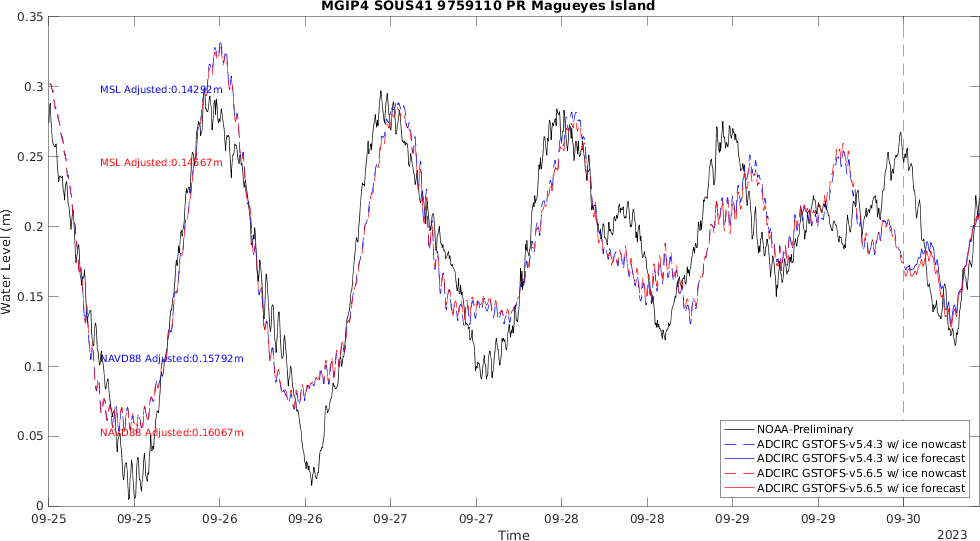 MGIP4 SOUS41 9759110 PR Magueyes Island
0.35
0.3
0.25
0.2
0.15
0.1
0.05
0
Water Level (m)
MSL Adjusted:0.14292m
MSL Adjusted:0.14567m
NAVD88 Adjusted:0.15792m
NAVD88 Adjusted:0.16067m
NOAA-Preliminary
ADCIRC GSTOFS-v5.4.3 w/ ice nowcast
ADCIRC GSTOFS-v5.4.3 w/ ice forecast
ADCIRC GSTOFS-v5.6.5 w/ ice nowcast
ADCIRC GSTOFS-v5.6.5 w/ ice forecast
09-25 09-25 09-26 09-26 09-27 09-27 09-28 09-28 09-29 09-29 09-30
Time
2023